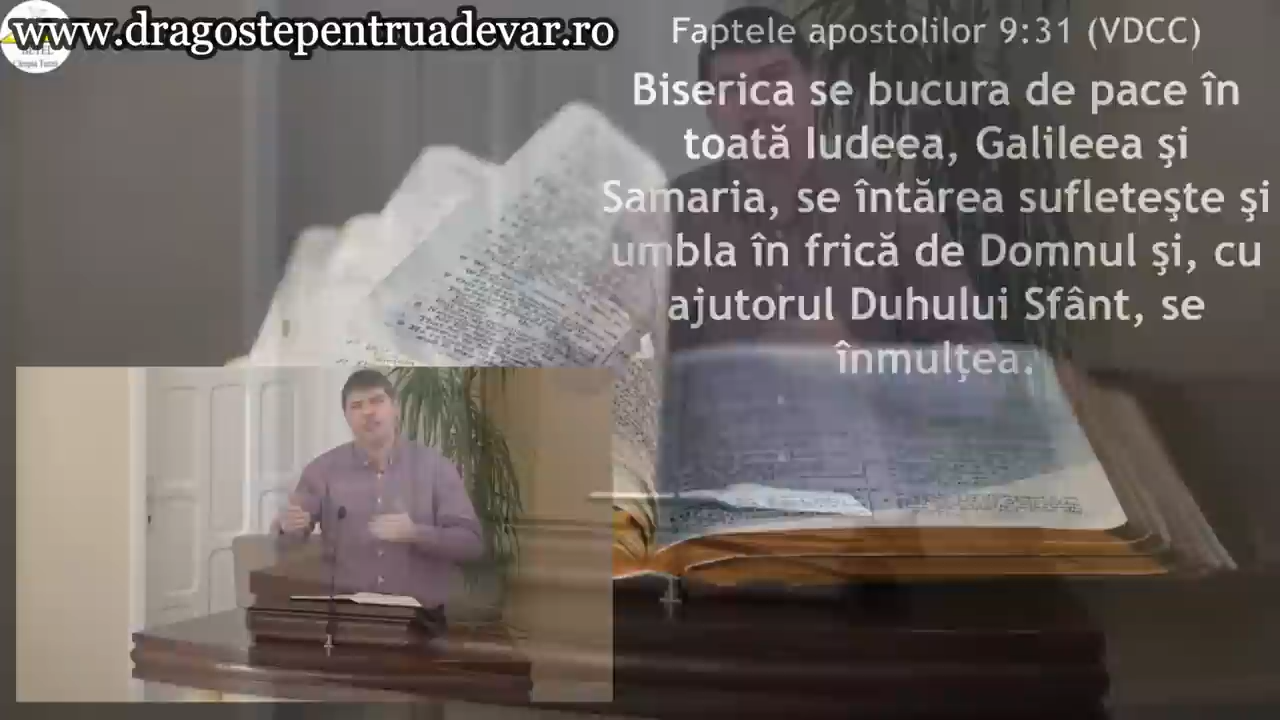 www.dragostepentruadevar.ro
Faptele apostolilor 9:31 (VDCC)
Biserica se bucura de pace în
toată Iudeea, Galileea şi
Samaria, se întărea sufleteşte şi
umbla în frică de Domnul şi, cu
ajutorul Duhului Sfânt, se
înmulţea.